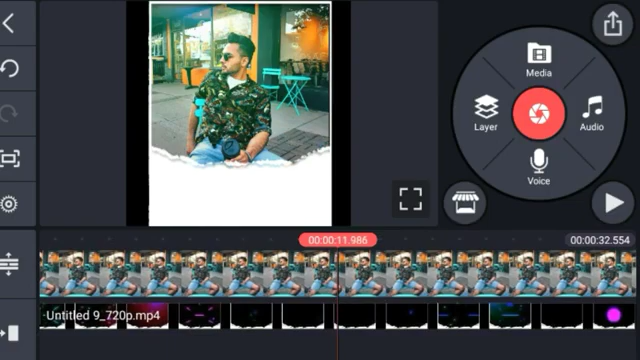 Media
Layer
Audio
Voice
00:00:11.986
00:00:32.554
Untitled 9_720p.mp4